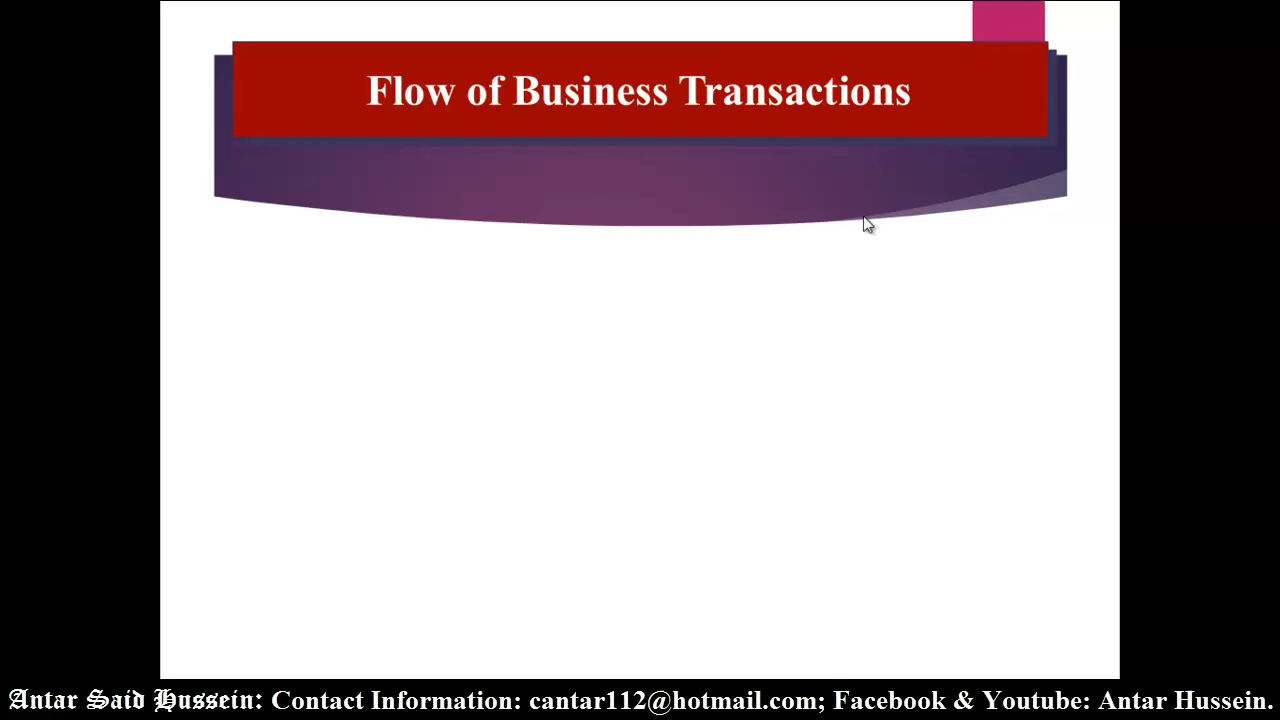 Flow of Business Transactions
Antar Said Hussein: Contact Information: cantar112@hotmail.com; Facebook & Youtube: Antar Hussein.